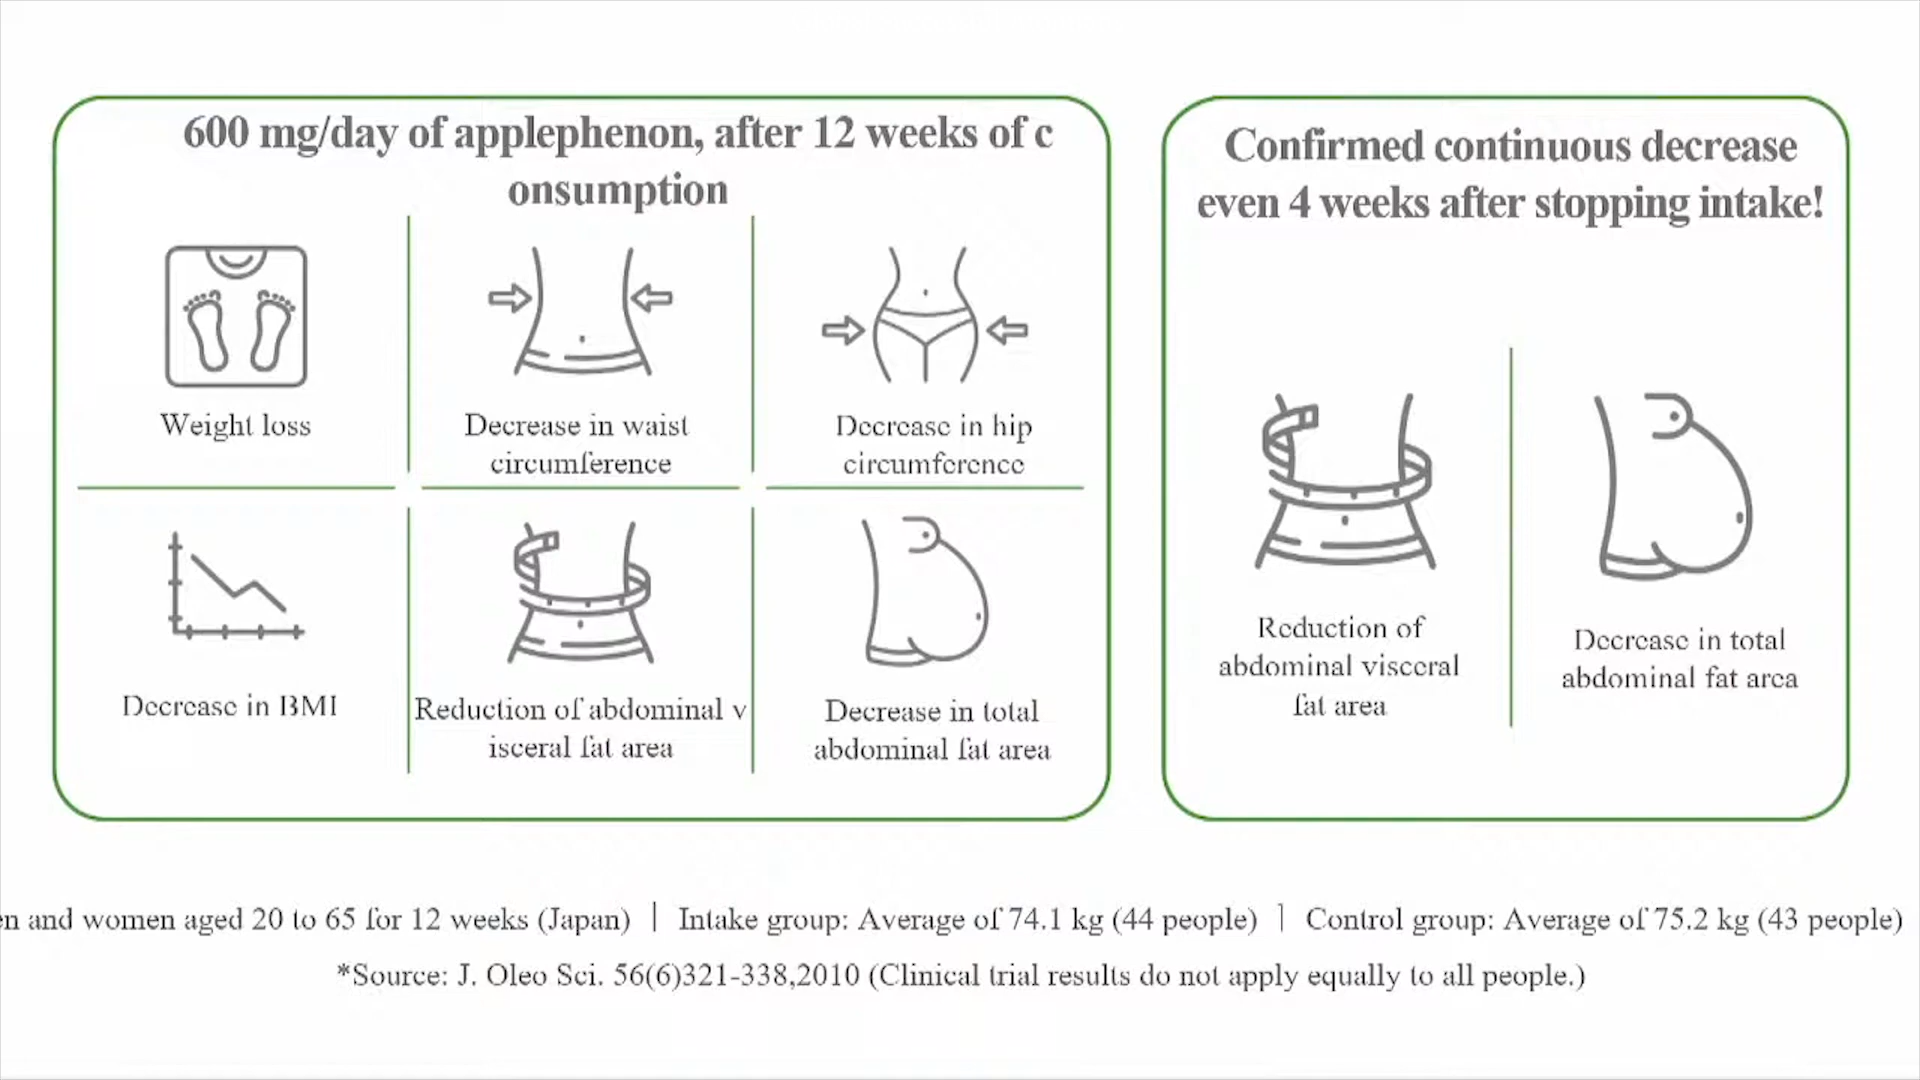 600 mg/day of applephenon, after 12 weeks of c
onsumption
Weight loss
Decrease in waist
circumference
Decrease in hip
circumference
Decrease in BMI
Reduction of abdominal v
isceral fat area
Decrease in total
abdominal fat area
Confirmed continuous decrease
even 4 weeks after stopping intake!
Reduction of
abdominal visceral
fat area
Decrease in total
abdominal fat area
en and women aged 20 to 65 for 12 weeks (Japan) | Intake group: Average of 74.1 kg (44 people) | Control group: Average of 75.2 kg (43 people)
*Source: J. Oleo Sci. 56(6)321-338,2010 (Clinical trial results do not apply equally to all people.)